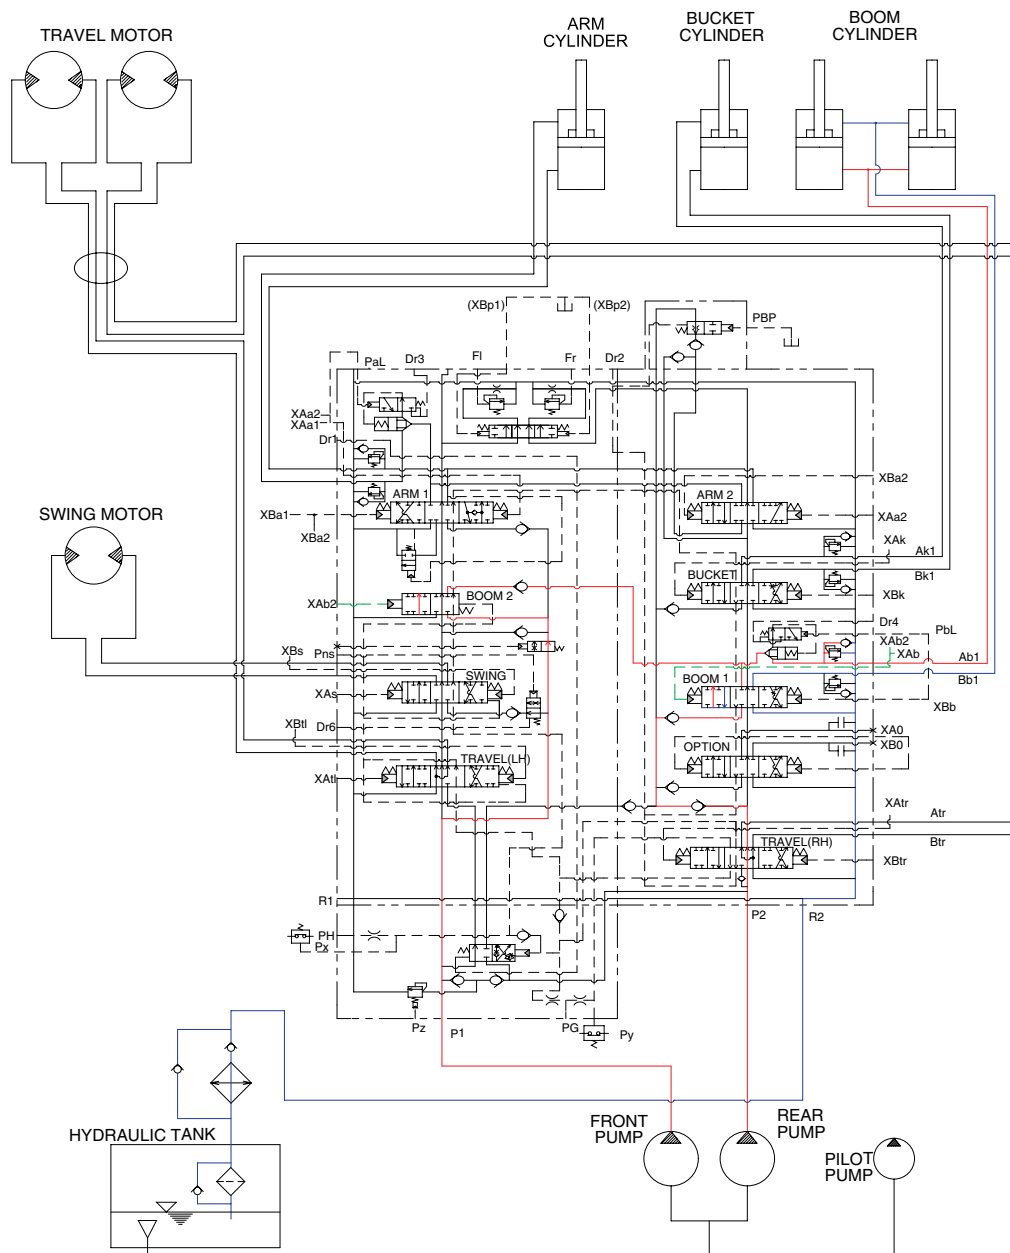 TRAVEL MOTOR
ARM
CYLINDER
BUCKET
CYLINDER
BOOM
CYLINDER
(XBp1)
(XBp2)
PBP
PaL
Dr3
Fl
Fr
Dr2
XAa2
XAa1
Dr1
XBa2
SWING MOTOR
ARM 1
ARM 2
XBa1
XBa2
XAa2
XAk
Ak1
BUCKET
Bk1
XBk
XAb2
BOOM 2
Dr4
PbL
XAb2
XAb
XBs
Pns
Ab1
SWING
BOOM 1
Bb1
XAs
XBb
XBtl
Dr6
XA0
XB0
OPTION
TRAVEL(LH)
XAtl
XAtr
Atr
TRAVEL(RH)
Btr
XBtr
R1
P2
R2
PH
Px
Pz
P1
PG
Py
FRONT
PUMP
REAR
PUMP
HYDRAULIC TANK
PILOT
PUMP